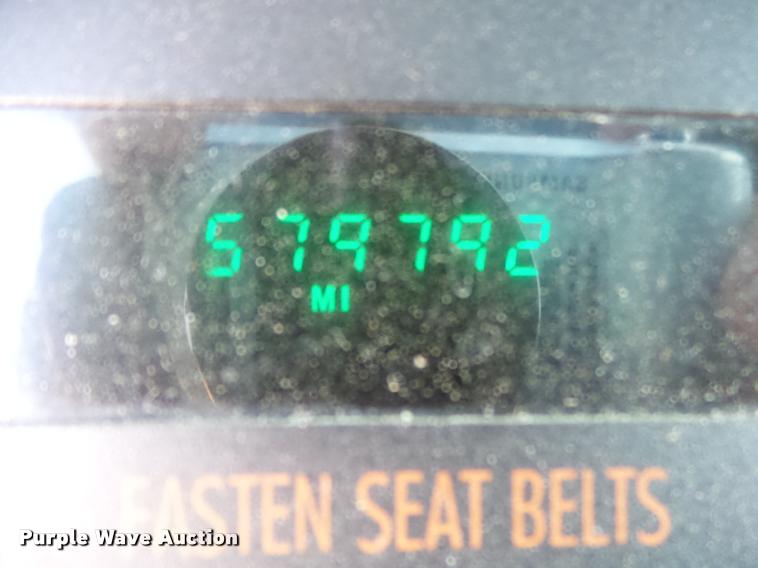 579792
MI
FASTEN SEAT BELTS
Purple Wave Auction